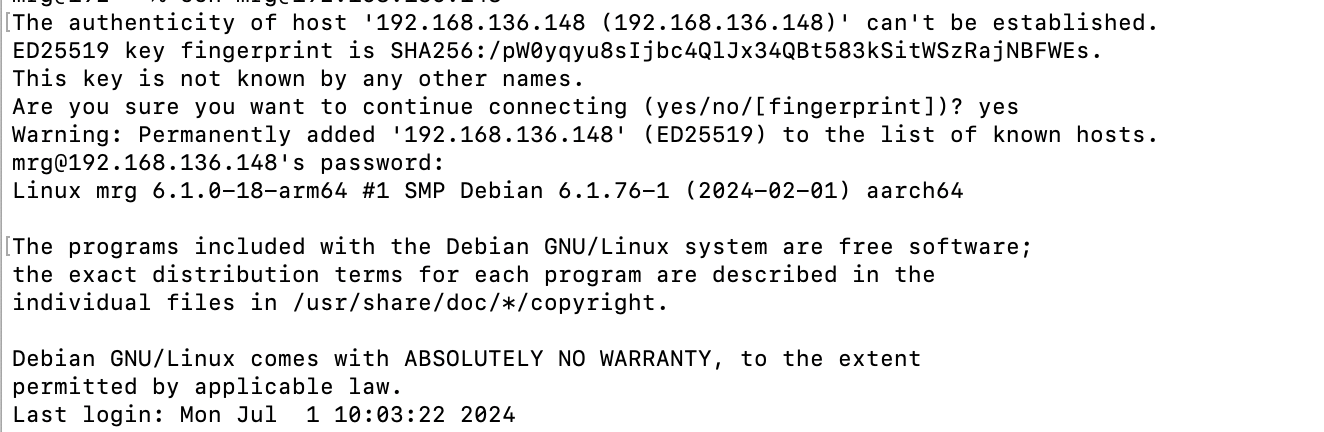 The authenticity of host '192.168.136.148 (192.168.136.148)' can't be established.
ED25519 key fingerprint is SHA256:/pW0yqyu8sIjbc4QlJx34QBt583kSitWSzRajNBFWEs.
This key is not known by any other names.
Are you sure you want to continue connecting (yes/no/[fingerprint])? yes
Warning: Permanently added '192.168.136.148' (ED25519) to the list of known hosts.
mrg@192.168.136.148's password:
Linux mrg 6.1.0-18-arm64 #1 SMP Debian 6.1.76-1 (2024-02-01) aarch64
The programs included with the Debian GNU/Linux system are free software;
the exact distribution terms for each program are described in the
individual files in /usr/share/doc/*/copyright.
Debian GNU/Linux comes with ABSOLUTELY NO WARRANTY, to the extent
permitted by applicable law.
Last login: Mon Jul  1 10:03:22 2024